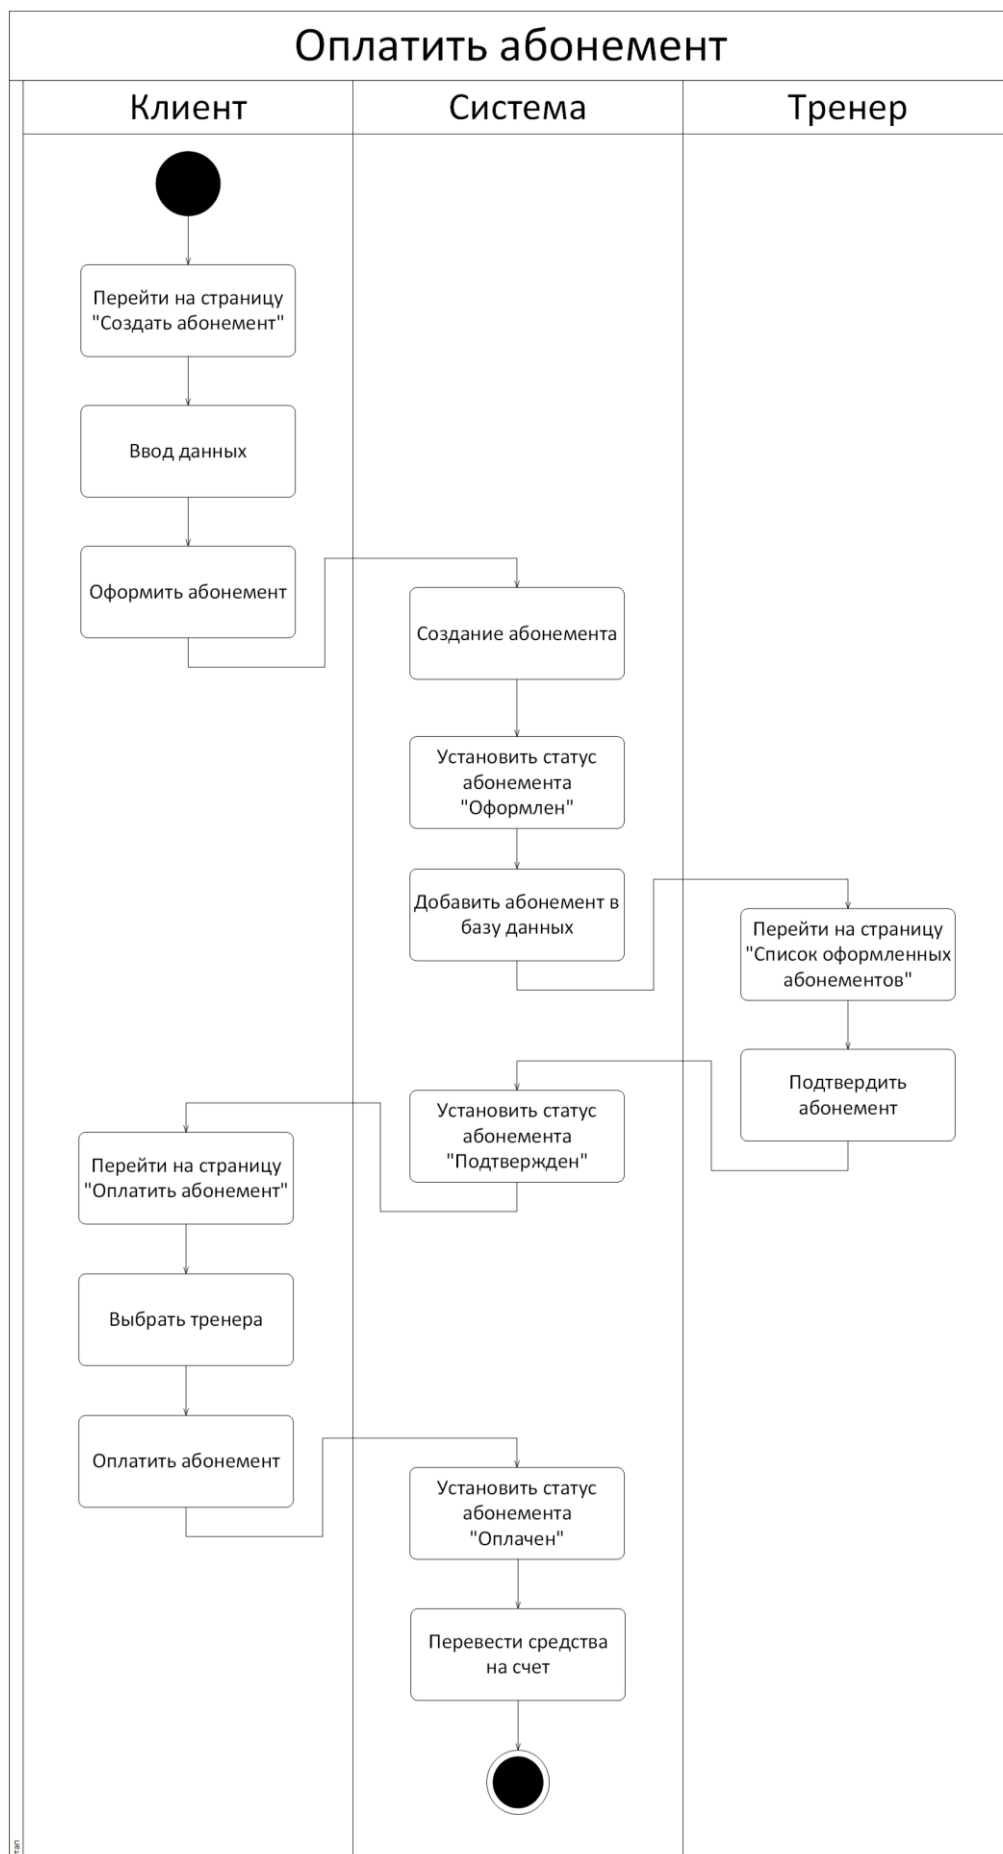 Оплатить абонемент
Клиент
Система
Тренер
Перейти на страницу
"Создать абонемент"
Ввод данных
Оформить абонемент
Создание абонемента
Установить статус
абонемента
"Оформлен"
Добавить абонемент в
базу данных
Перейти на страницу
"Список оформленных
абонементов"
Подтвердить
абонемент
Установить статус
абонемента
"Подтвержден"
Перейти на страницу
"Оплатить абонемент"
Выбрать тренера
Оплатить абонемент
Установить статус
абонемента
"Оплачен"
Перевести средства
на счет